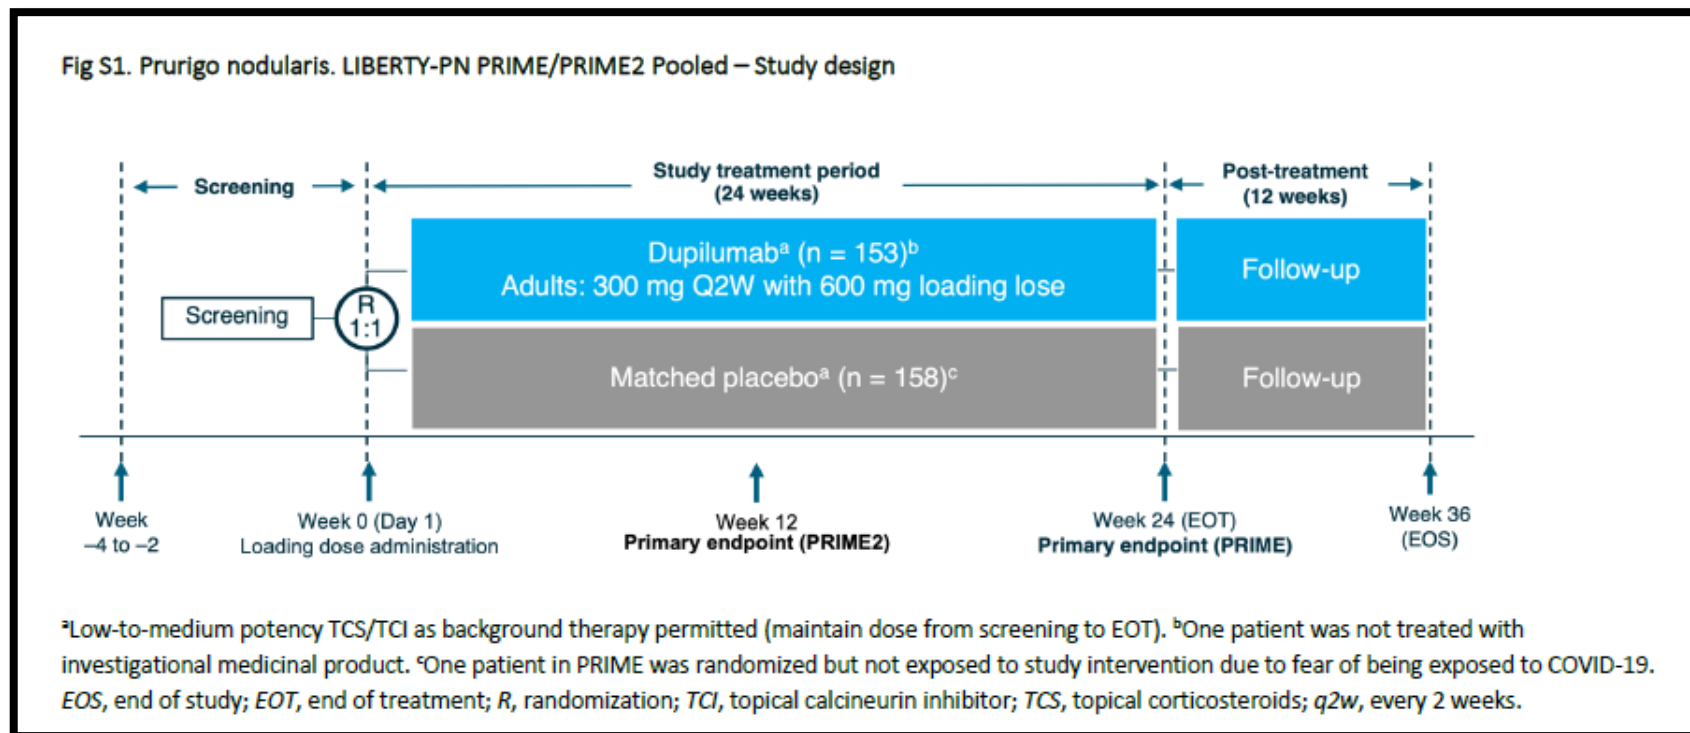 Fig S1. Prurigo nodularis. LIBERTY-PN PRIME/PRIME2 Pooled – Study design
Screening
Study treatment period
(24 weeks)
Post-treatment
(12 weeks)
Screening
R
1:1
Dupilumabᵃ (n = 153)ᵇ
Adults: 300 mg Q2W with 600 mg loading lose
Follow-up
Matched placeboᵃ (n = 158)ᶜ
Follow-up
Week
–4 to –2
Week 0 (Day 1)
Loading dose administration
Week 12
Primary endpoint (PRIME2)
Week 24 (EOT)
Primary endpoint (PRIME)
Week 36
(EOS)
ᵃLow-to-medium potency TCS/TCI as background therapy permitted (maintain dose from screening to EOT). ᵇOne patient was not treated with
investigational medicinal product. ᶜOne patient in PRIME was randomized but not exposed to study intervention due to fear of being exposed to COVID-19.
EOS, end of study; EOT, end of treatment; R, randomization; TCI, topical calcineurin inhibitor; TCS, topical corticosteroids; q2w, every 2 weeks.